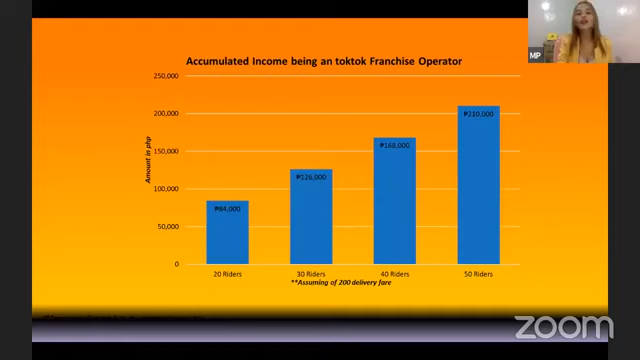 Accumulated Income being an toktok Franchise Operator
250,000
200,000
150,000
100,000
50,000
0
Amount in php
₱84,000
₱126,000
₱168,000
₱210,000
20 Riders
30 Riders
40 Riders
50 Riders
**Assuming of 200 delivery fare
MP
zoom